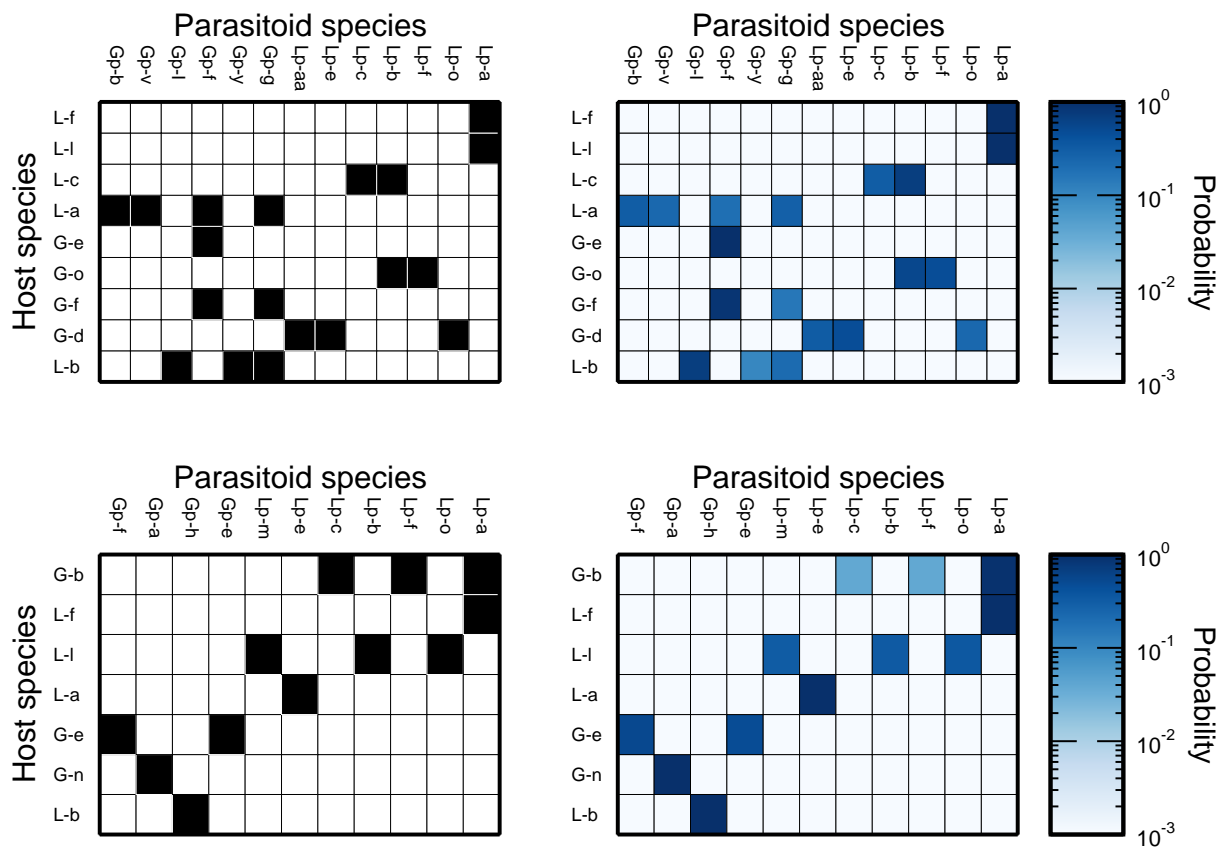 Parasitoid species
Gp-b Gp-v Gp-l Gp-f Gp-y Gp-g Lp-aa Lp-e Lp-c Lp-b Lp-f Lp-o Lp-a
Host species
L-f
L-l
L-c
L-a
G-e
G-o
G-f
G-d
L-b
Parasitoid species
Gp-b Gp-v Gp-l Gp-f Gp-y Gp-g Lp-aa Lp-e Lp-c Lp-b Lp-f Lp-o Lp-a
L-f
L-l
L-c
L-a
G-e
G-o
G-f
G-d
L-b
10^0
10^-1
10^-2
10^-3
Probability
Parasitoid species
Gp-f Gp-a Gp-h Gp-e Lp-m Lp-e Lp-c Lp-b Lp-f Lp-o Lp-a
Host species
G-b
L-f
L-l
L-a
G-e
G-n
L-b
Parasitoid species
Gp-f Gp-a Gp-h Gp-e Lp-m Lp-e Lp-c Lp-b Lp-f Lp-o Lp-a
G-b
L-f
L-l
L-a
G-e
G-n
L-b
10^0
10^-1
10^-2
10^-3
Probability